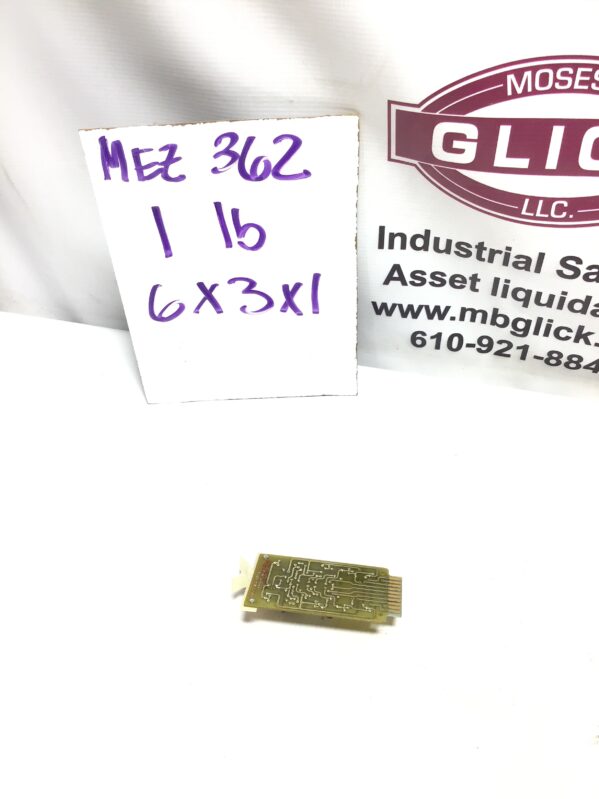 MEZ 362
1 lb
6x3x1
MOSES
GLIC
LLC.
Industrial Sa
Asset liquida
www.mbglick.
610-921-884